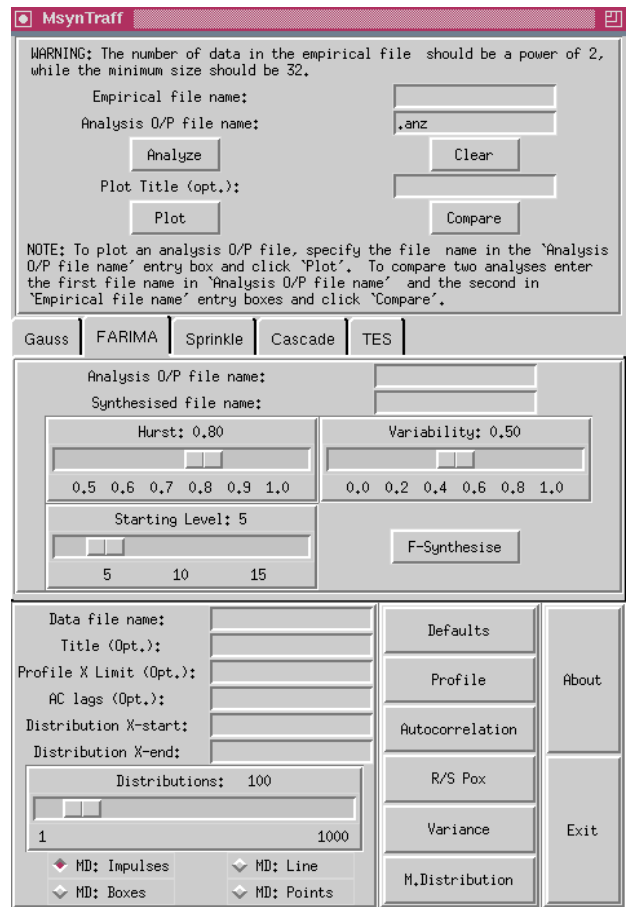 MsynTraff
WARNING: The number of data in the empirical file should be a power of 2,
while the minimum size should be 32.
Empirical file name:
Analysis O/P file name: .anz
Analyze Clear
Plot Title (opt.):
Plot Compare
NOTE: To plot an analysis O/P file, specify the file name in the `Analysis
O/P file name' entry box and click `Plot'. To compare two analyses enter
the first file name in `Analysis O/P file name' and the second in
`Empirical file name' entry boxes and click `Compare'.
Gauss FARIMA Sprinkle Cascade TES
Analysis O/P file name:
Synthesised file name:
Hurst: 0.80
0.5 0.6 0.7 0.8 0.9 1.0
Variability: 0.50
0.0 0.2 0.4 0.6 0.8 1.0
Starting Level: 5
5 10 15
F-Synthesise
Data file name:
Title (Opt.):
Profile X Limit (Opt.):
AC lags (Opt.):
Distribution X-start:
Distribution X-end:
Distributions: 100
1 1000
MD: Impulses MD: Line
MD: Boxes MD: Points
Defaults
Profile
Autocorrelation
R/S Pox
Variance
M.Distribution
About
Exit